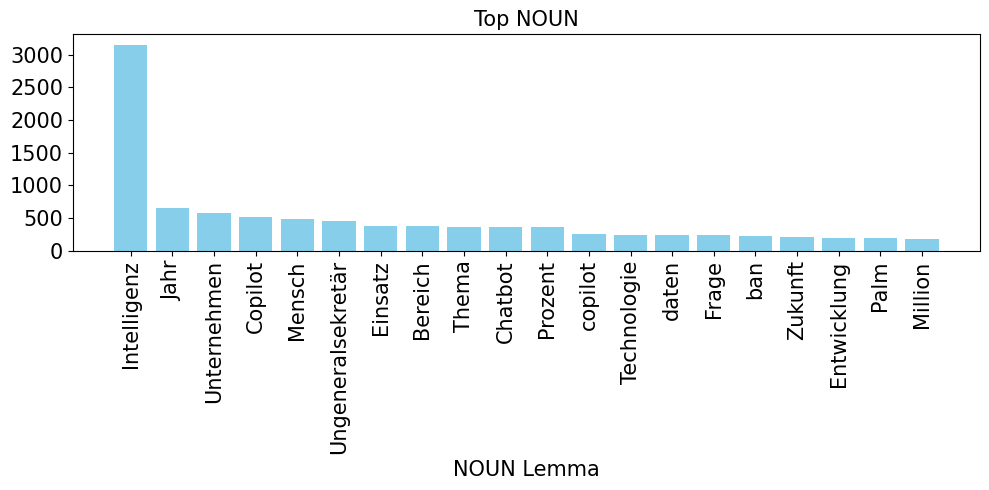 Top NOUN
3000
2500
2000
1500
1000
500
0
Intelligenz
Jahr
Unternehmen
Copilot
Mensch
Ungeneralsekretär
Einsatz
Bereich
Thema
Chatbot
Prozent
copilot
Technologie
daten
Frage
ban
Zukunft
Entwicklung
Palm
Million
NOUN Lemma